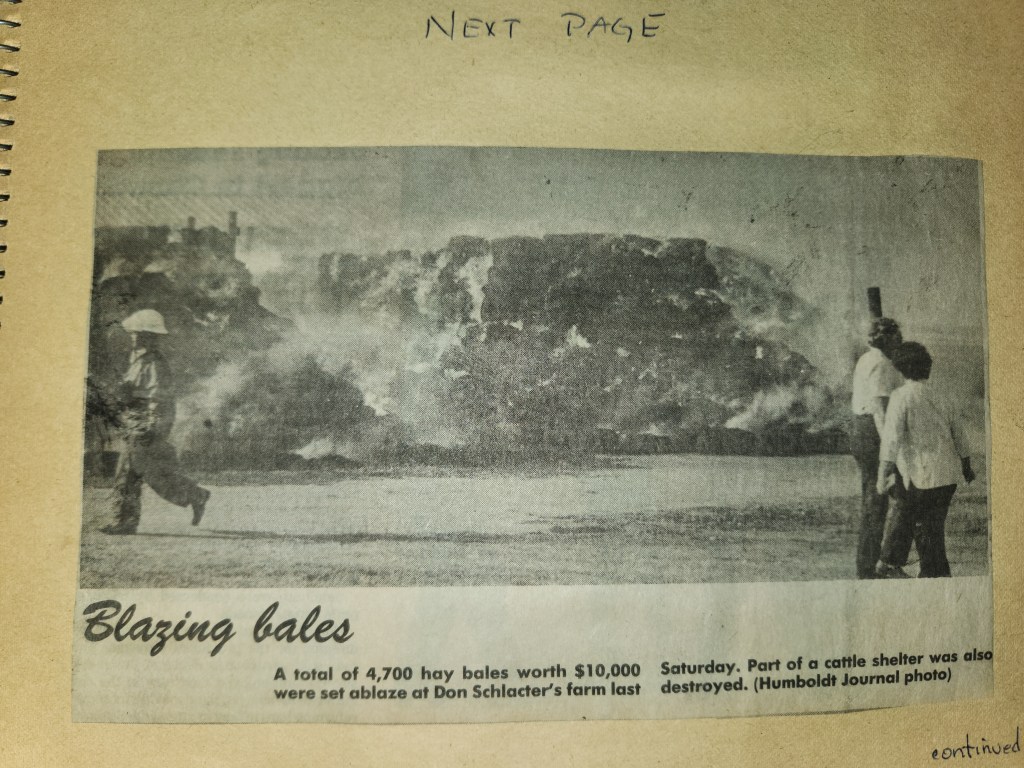 NEXT PAGE
Blazing bales
A total of 4,700 hay bales worth $10,000
were set ablaze at Don Schlacter's farm last
Saturday. Part of a cattle shelter was also
destroyed. (Humboldt Journal photo)
continued